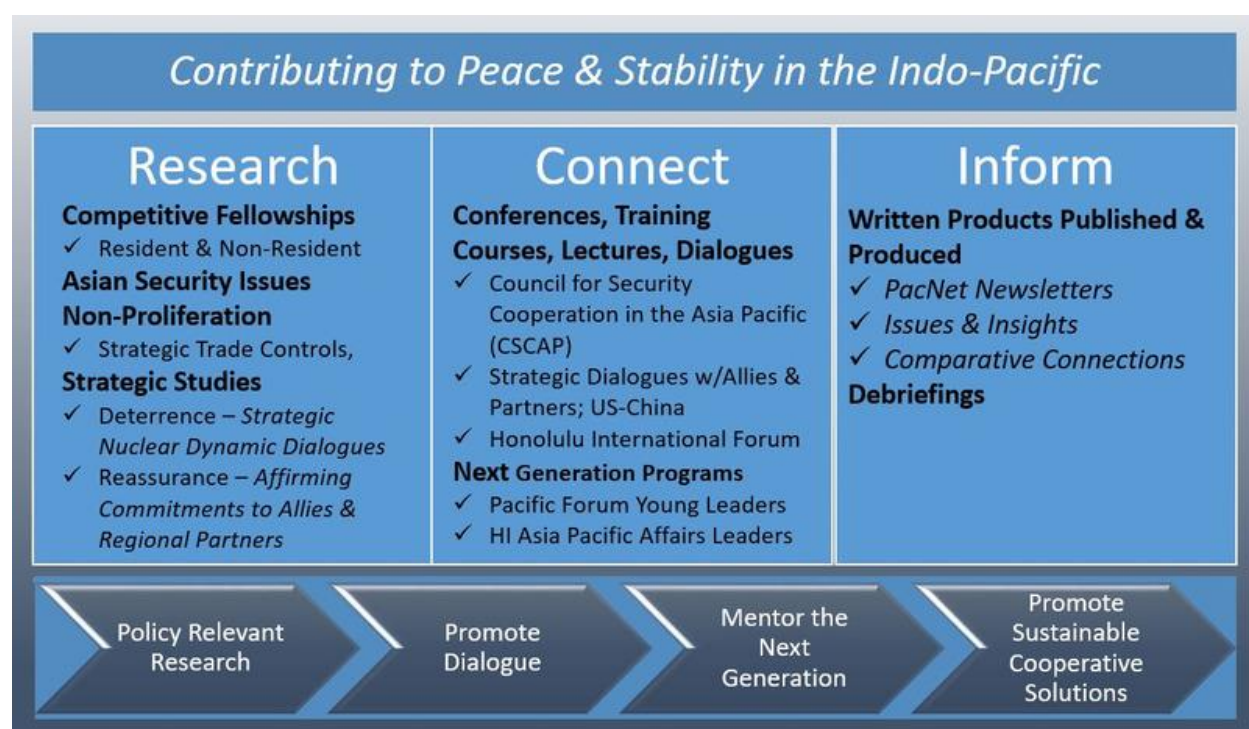 Contributing to Peace & Stability in the Indo-Pacific
Research
Competitive Fellowships
✓ Resident & Non-Resident
Asian Security Issues
Non-Proliferation
✓ Strategic Trade Controls,
Strategic Studies
✓ Deterrence – Strategic
Nuclear Dynamic Dialogues
✓ Reassurance – Affirming
Commitments to Allies &
Regional Partners
Connect
Conferences, Training
Courses, Lectures, Dialogues
✓ Council for Security
Cooperation in the Asia Pacific
(CSCAP)
✓ Strategic Dialogues w/Allies &
Partners; US-China
✓ Honolulu International Forum
Next Generation Programs
✓ Pacific Forum Young Leaders
✓ HI Asia Pacific Affairs Leaders
Inform
Written Products Published &
Produced
✓ PacNet Newsletters
✓ Issues & Insights
✓ Comparative Connections
Debriefings
Policy Relevant
Research
Promote
Dialogue
Mentor the
Next
Generation
Promote
Sustainable
Cooperative
Solutions